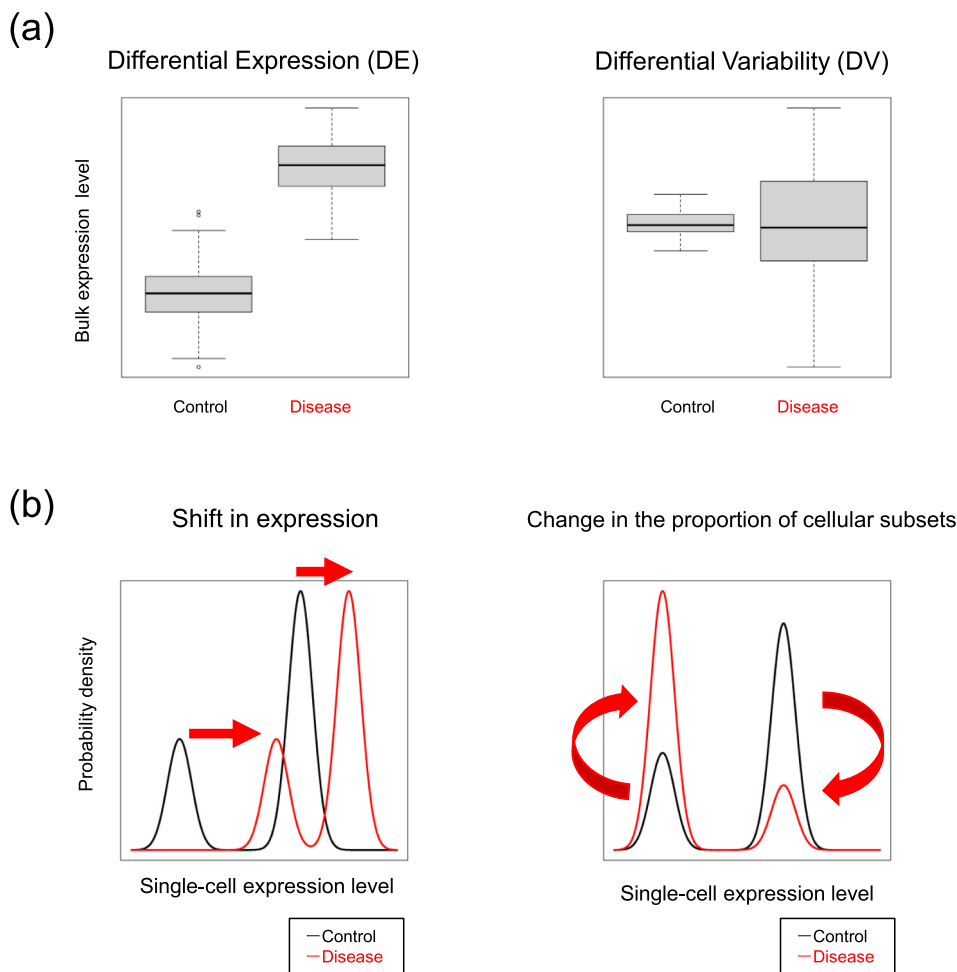 (a)
Differential Expression (DE)
Differential Variability (DV)
Bulk expression level
Control
Disease
Control
Disease
(b)
Shift in expression
Change in the proportion of cellular subsets
Probability density
Single-cell expression level
Single-cell expression level
Control
Disease
Control
Disease